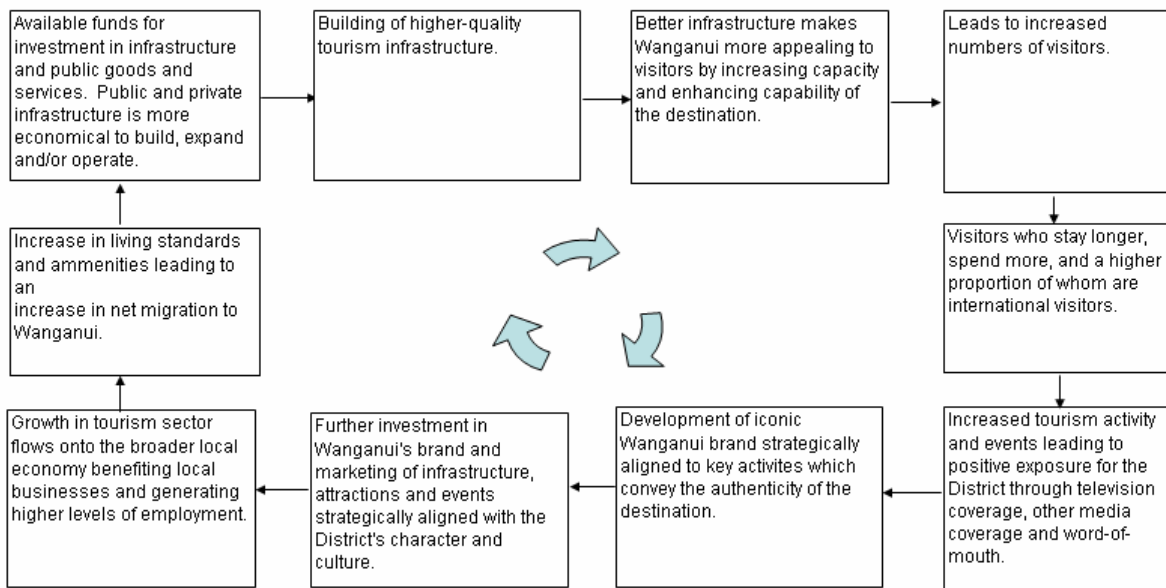 Available funds for
investment in infrastructure
and public goods and
services.  Public and private
infrastructure is more
economical to build, expand
and/or operate.
Building of higher-quality
tourism infrastructure.
Better infrastructure makes
Wanganui more appealing to
visitors by increasing capacity
and enhancing capability of
the destination.
Leads to increased
numbers of visitors.
Visitors who stay longer,
spend more, and a higher
proportion of whom are
international visitors.
Increased tourism activity
and events leading to
positive exposure for the
District through television
coverage, other media
coverage and word-of-
mouth.
Development of iconic
Wanganui brand strategically
aligned to key activites which
convey the authenticity of the
destination.
Further investment in
Wanganui's brand and
marketing of infrastructure,
attractions and events
strategically aligned with the
District's character and
culture.
Growth in tourism sector
flows onto the broader local
economy benefiting local
businesses and generating
higher levels of employment.
Increase in living standards
and ammenities leading to
an
increase in net migration to
Wanganui.